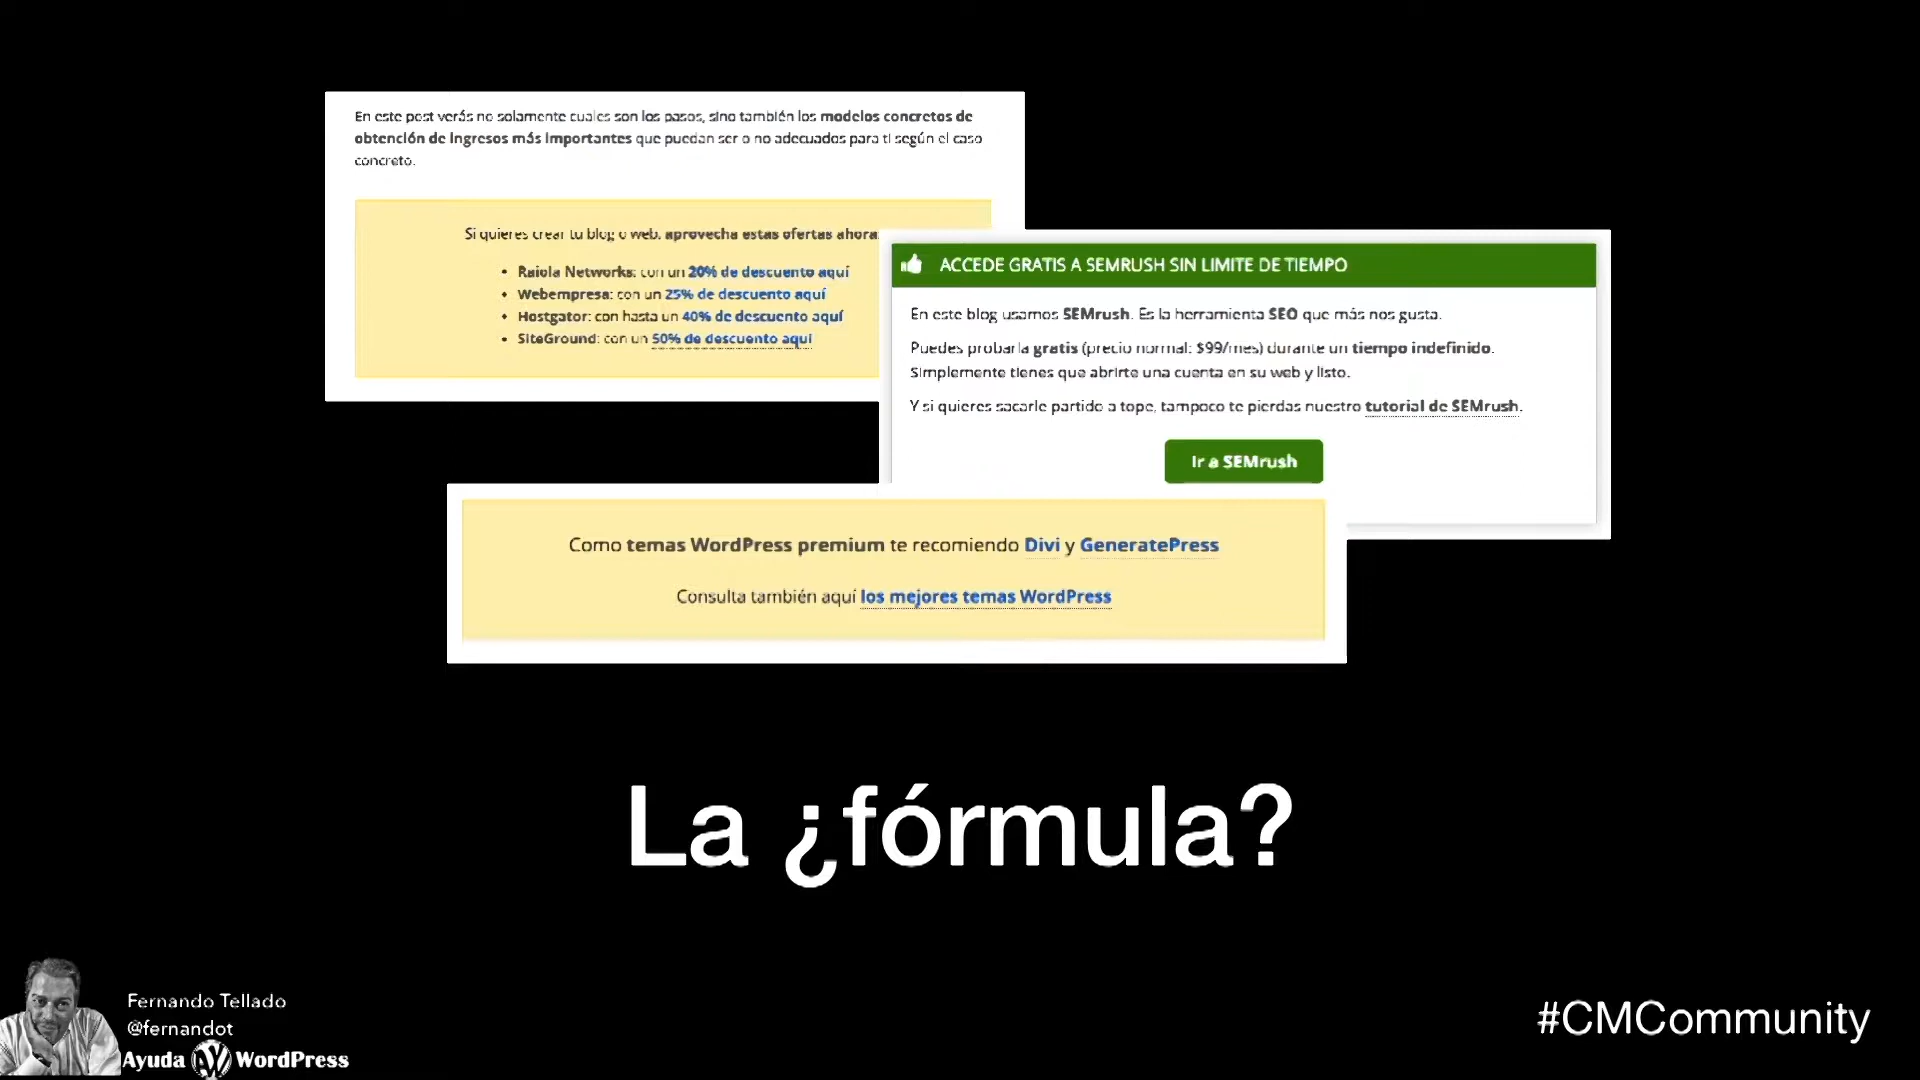 En este post verás no solamente cuales son los pasos, sino también los modelos concretos de
obtención de ingresos más importantes que puedan ser o no adecuados para ti según el caso
concreto.
Si quieres crear tu blog o web, aprovecha estas ofertas ahora:
• Raiola Networks: con un 20% de descuento aquí
• Webempresa: con un 25% de descuento aquí
• Hostgator: con hasta un 40% de descuento aquí
• SiteGround: con un 50% de descuento aquí
ACCEDE GRATIS A SEMRUSH SIN LIMITE DE TIEMPO
En este blog usamos SEMrush. Es la herramienta SEO que más nos gusta.
Puedes probarla gratis (precio normal: $99/mes) durante un tiempo indefinido.
Simplemente tienes que abrirte una cuenta en su web y listo.
Y si quieres sacarle partido a tope, tampoco te pierdas nuestro tutorial de SEMrush.
Ir a SEMrush
Como temas WordPress premium te recomiendo Divi y GeneratePress
Consulta también aquí los mejores temas WordPress
La ¿fórmula?
Fernando Tellado
@fernandot
Ayuda WordPress
#CMCommunity